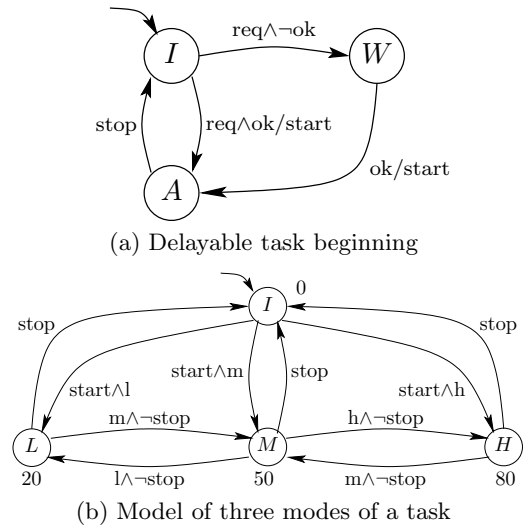 I
req∧¬ok
W
stop
req∧ok/start
ok/start
A
(a) Delayable task beginning
I
0
stop
stop
start∧m
stop
start∧l
start∧h
m∧¬stop
h∧¬stop
L
M
H
l∧¬stop
m∧¬stop
20
50
80
(b) Model of three modes of a task